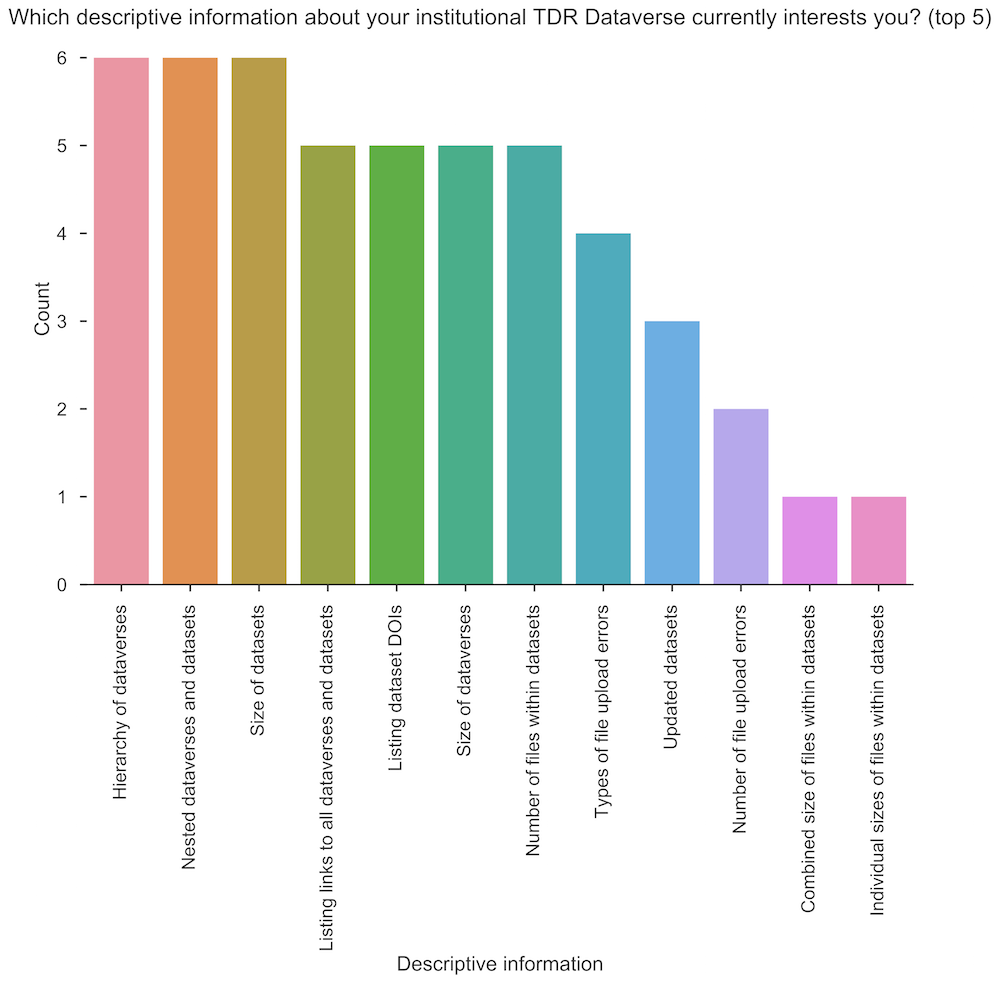 Which descriptive information about your institutional TDR Dataverse currently interests you? (top 5)
6
5
4
3
2
1
0
Count
Hierarchy of dataverses
Nested dataverses and datasets
Size of datasets
Listing links to all dataverses and datasets
Listing dataset DOIs
Size of dataverses
Number of files within datasets
Types of file upload errors
Updated datasets
Number of file upload errors
Combined size of files within datasets
Individual sizes of files within datasets
Descriptive information